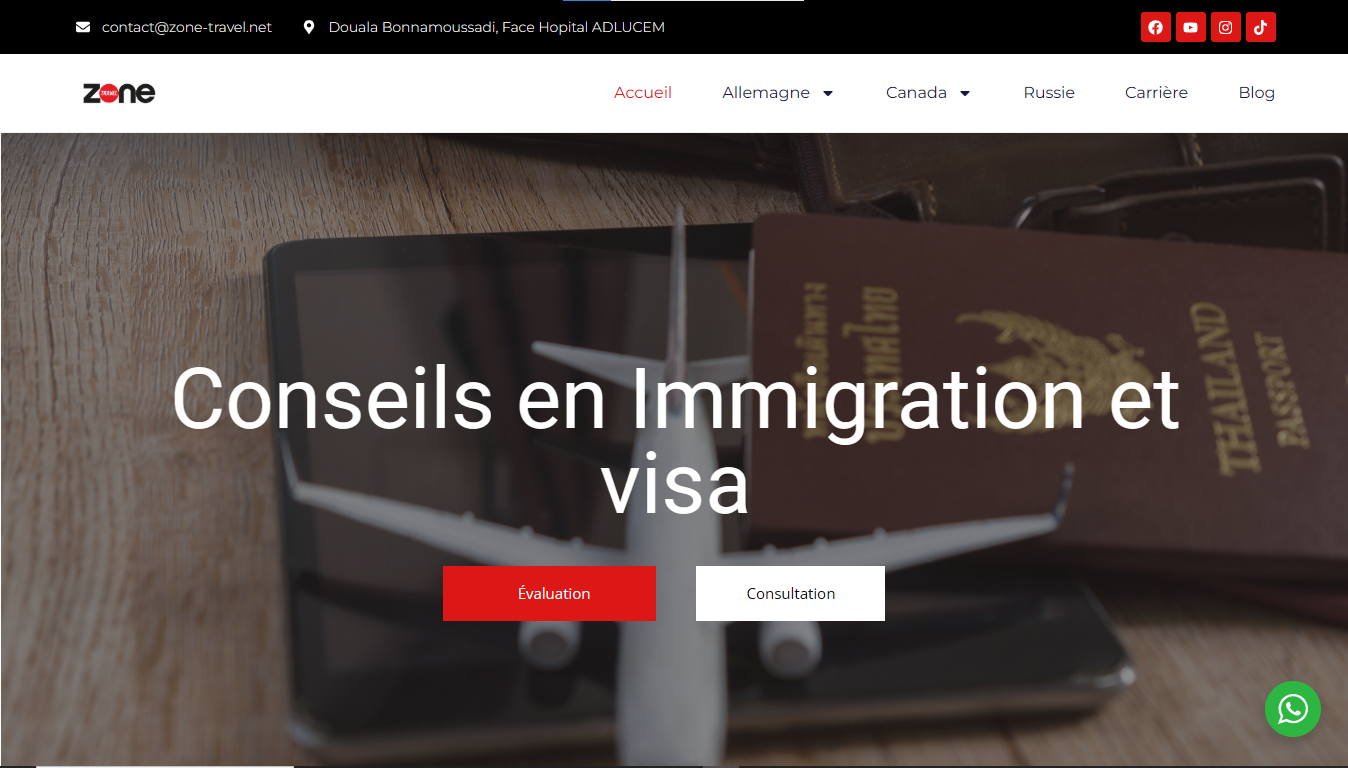 contact@zone-travel.net
Douala Bonnamoussadi, Face Hopital ADLUCEM
zone
TRAVEL
Accueil
Allemagne
Canada
Russie
Carrière
Blog
THAILAND
PASSPORT
Conseils en Immigration et
visa
Évaluation
Consultation